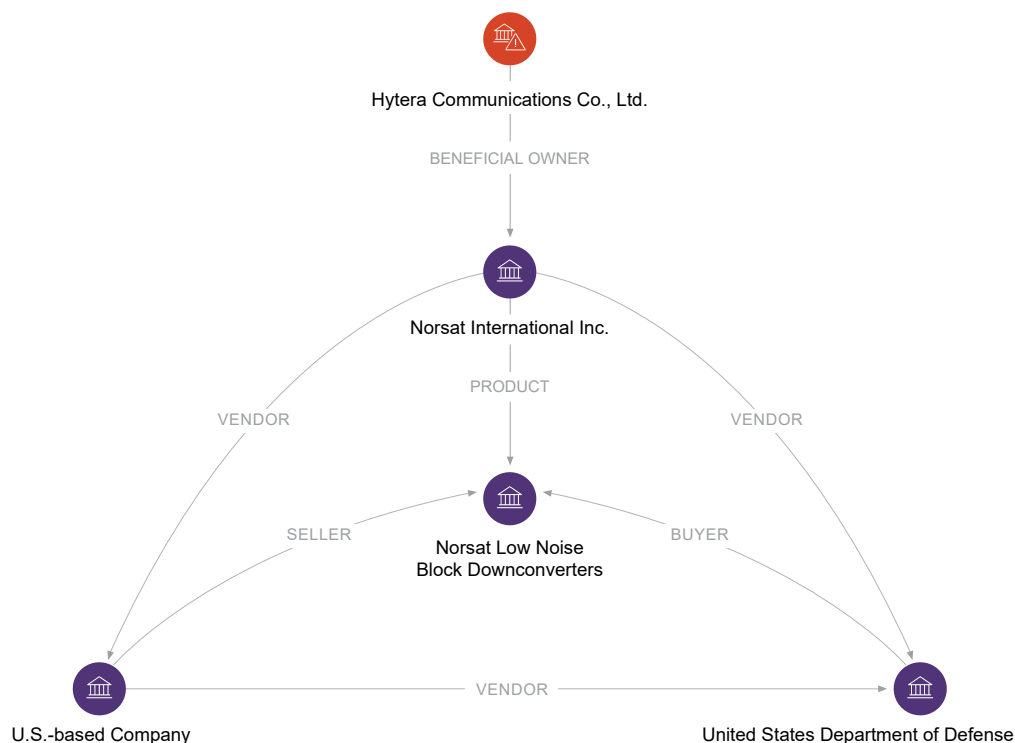 Hytera Communications Co., Ltd.
BENEFICIAL OWNER
Norsat International Inc.
PRODUCT
VENDOR
VENDOR
SELLER
BUYER
Norsat Low Noise
Block Downconverters
VENDOR
U.S.-based Company
United States Department of Defense